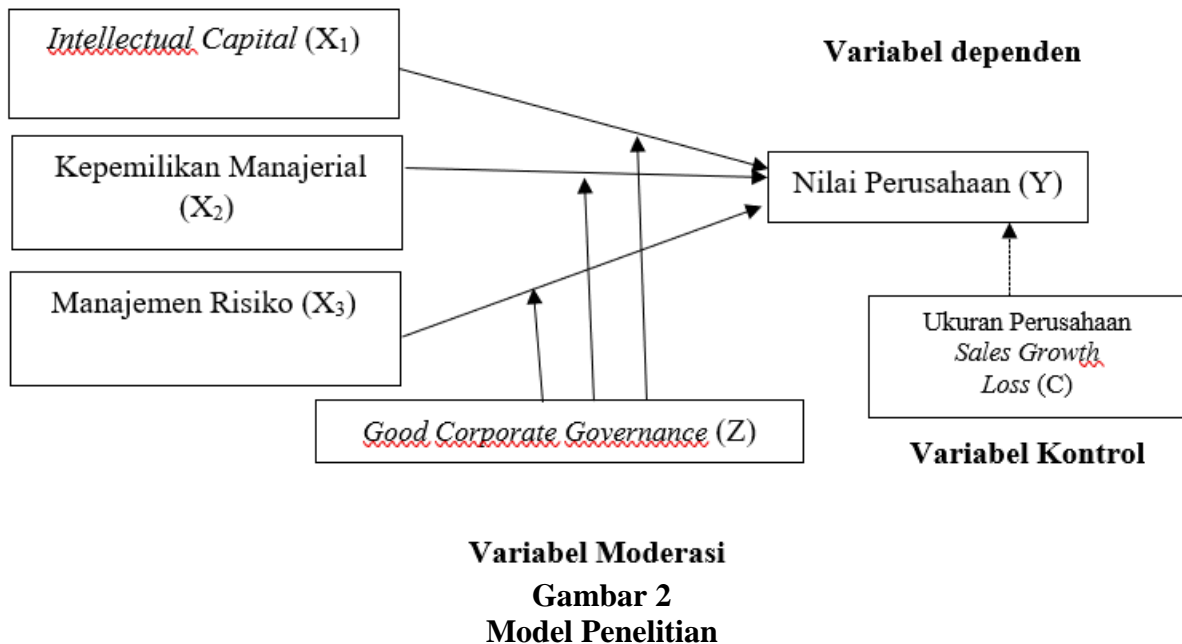 Intellectual Capital (X₁)
Variabel dependen
Kepemilikan Manajerial
(X₂)
Nilai Perusahaan (Y)
Manajemen Risiko (X₃)
Ukuran Perusahaan
Sales Growth
Loss (C)
Good Corporate Governance (Z)
Variabel Kontrol
Variabel Moderasi
Gambar 2
Model Penelitian